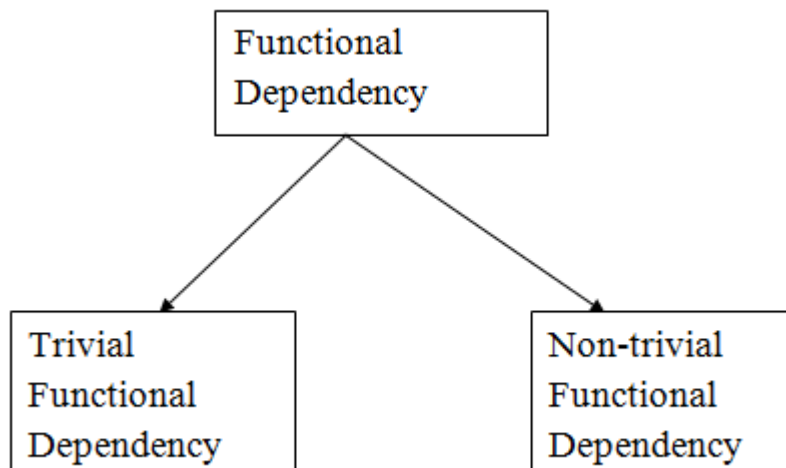 Functional
Dependency
Trivial
Functional
Dependency
Non-trivial
Functional
Dependency